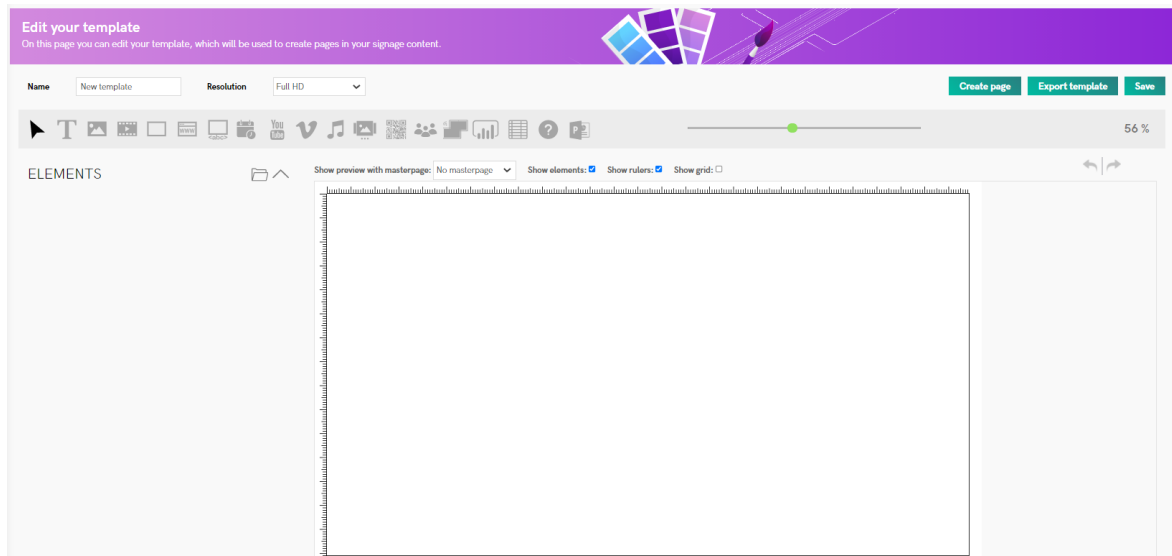 Edit your template
On this page you can edit your template, which will be used to create pages in your signage content.
Name New template Resolution Full HD Create page Export template Save
T WWW <abc> You Tube ? P 56 %
ELEMENTS
Show preview with masterpage: No masterpage Show elements: Show rulers: Show grid: